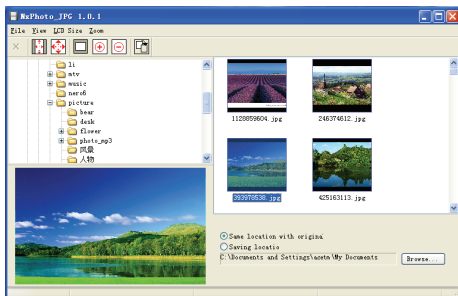 MxPhoto_JPG 1.0.1
File View LCD Size Zoom
li
mtv
music
nero6
picture
bear
desk
flower
photo_mp3
风景
人物
1128859604.jpg
246374612.jpg
393978538.jpg
425163113.jpg
Same location with original
Saving locatio
C:\Documents and Settings\acetm\My Documents
Browse...